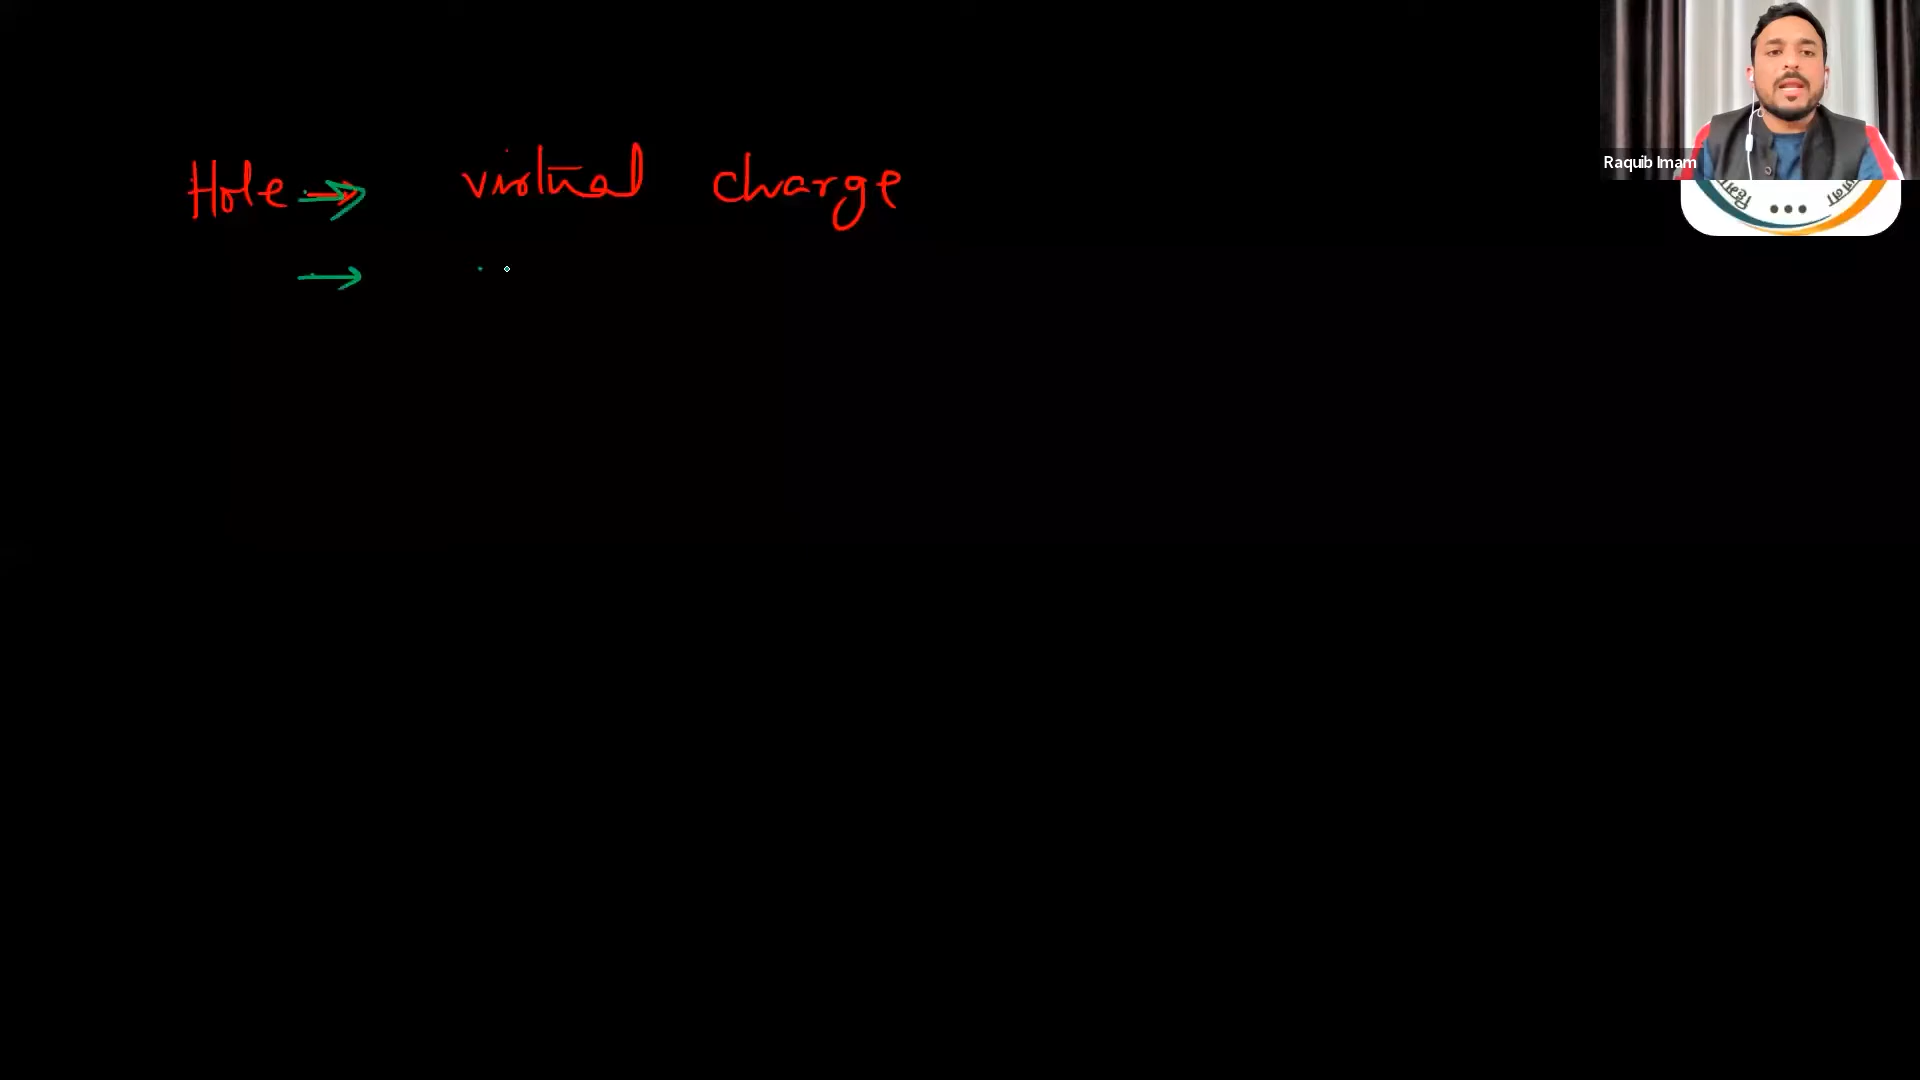 Hole → virtual charge
→
Raquib Imam